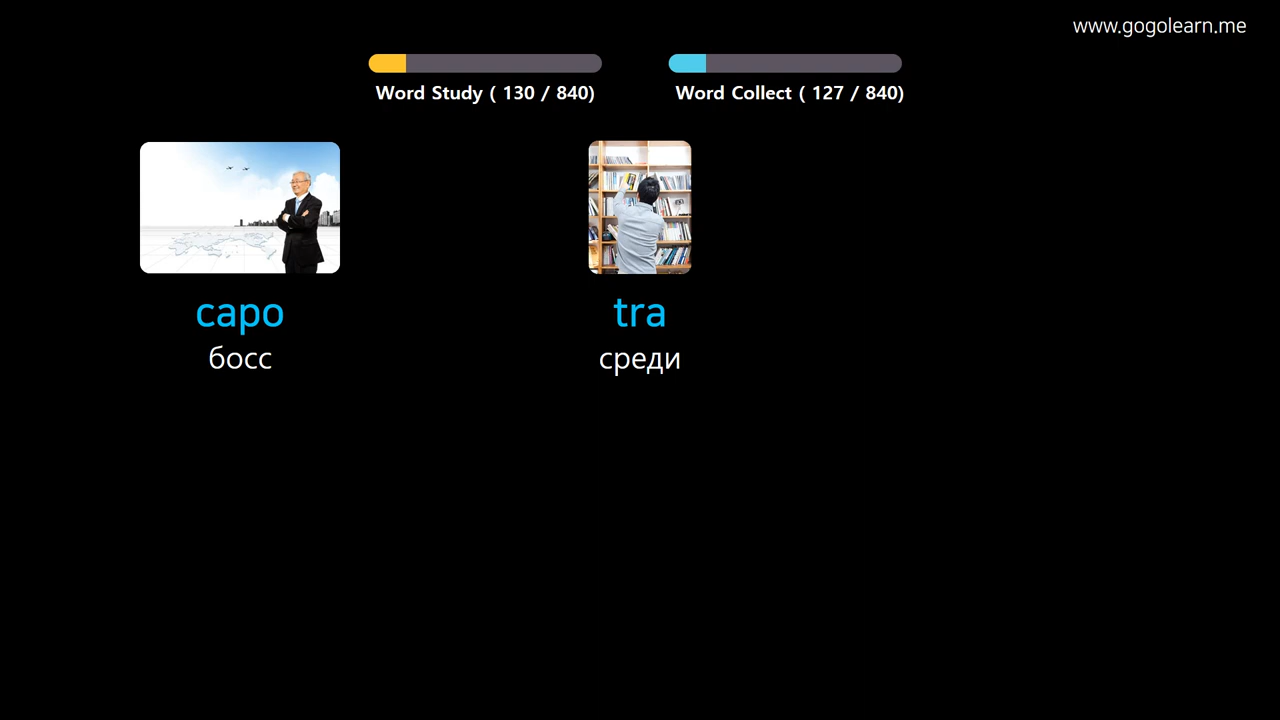 www.gogolearn.me
Word Study ( 130 / 840)
Word Collect ( 127 / 840)
capo
босс
tra
среди